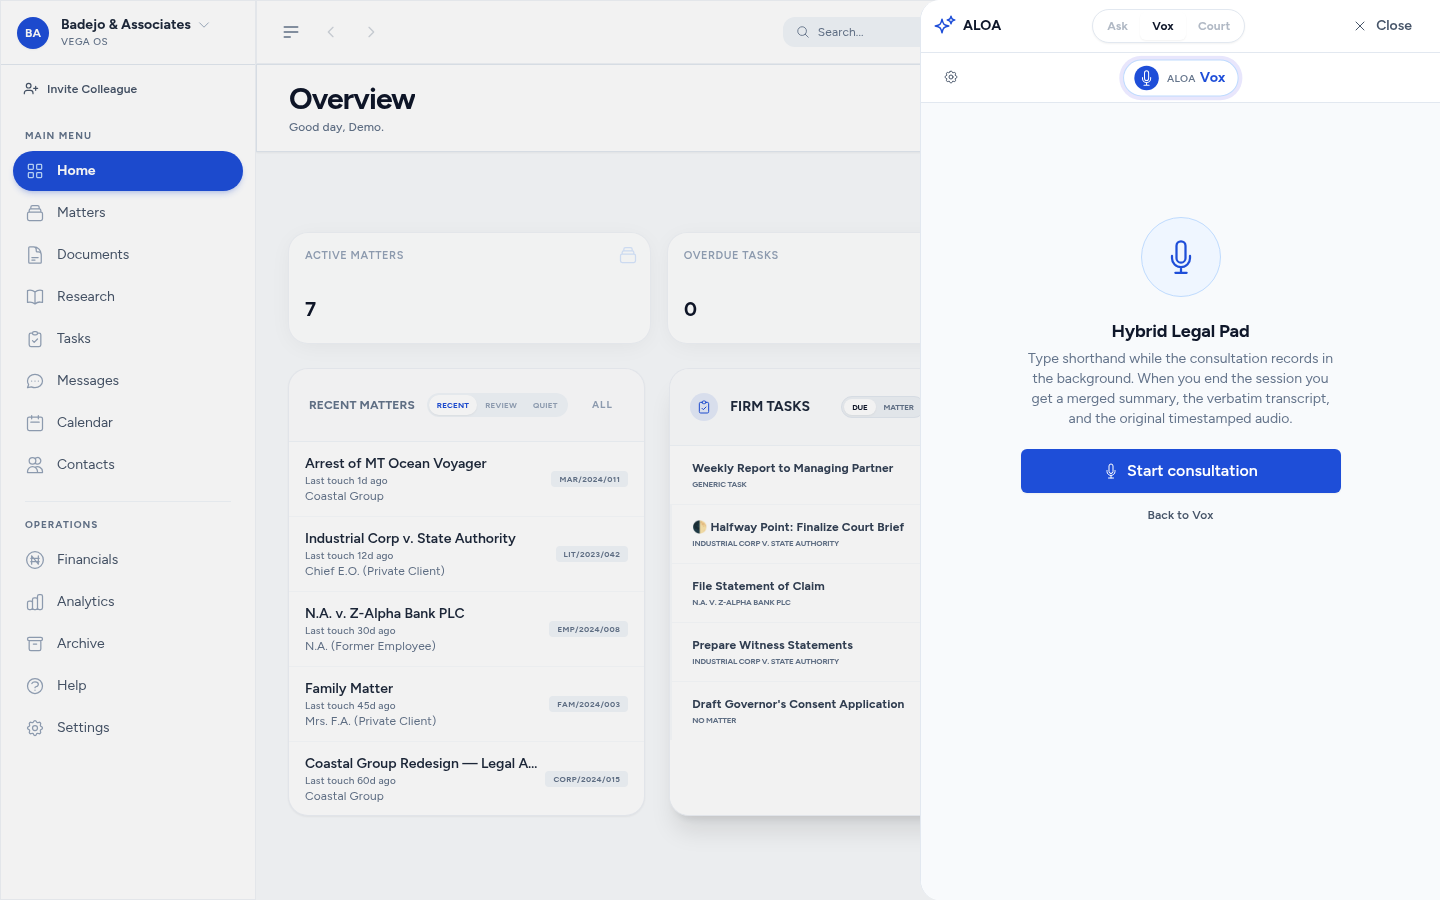 BA
Badejo & Associates
VEGA OS
Invite Colleague
MAIN MENU
Home
Matters
Documents
Research
Tasks
Messages
Calendar
Contacts
OPERATIONS
Financials
Analytics
Archive
Help
Settings
Search...
Overview
Good day, Demo.
ACTIVE MATTERS
7
OVERDUE TASKS
0
RECENT MATTERS
RECENT
REVIEW
QUIET
ALL
Arrest of MT Ocean Voyager
Last touch 1d ago
Coastal Group
MAR/2024/011
Industrial Corp v. State Authority
Last touch 12d ago
Chief E.O. (Private Client)
LIT/2023/042
N.A. v. Z-Alpha Bank PLC
Last touch 30d ago
N.A. (Former Employee)
EMP/2024/008
Family Matter
Last touch 45d ago
Mrs. F.A. (Private Client)
FAM/2024/003
Coastal Group Redesign — Legal A...
Last touch 60d ago
Coastal Group
CORP/2024/015
FIRM TASKS
DUE
MATTER
Weekly Report to Managing Partner
GENERIC TASK
🌓 Halfway Point: Finalize Court Brief
INDUSTRIAL CORP V. STATE AUTHORITY
File Statement of Claim
N.A. V. Z-ALPHA BANK PLC
Prepare Witness Statements
INDUSTRIAL CORP V. STATE AUTHORITY
Draft Governor's Consent Application
NO MATTER
ALOA
Ask
Vox
Court
Close
ALOA Vox
Hybrid Legal Pad
Type shorthand while the consultation records in
the background. When you end the session you
get a merged summary, the verbatim transcript,
and the original timestamped audio.
Start consultation
Back to Vox